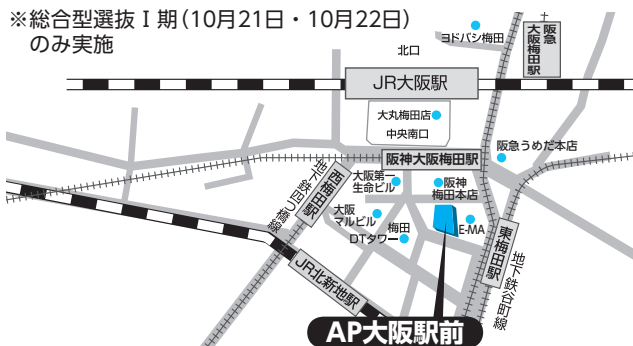 ※総合型選抜Ⅰ期(10月21日・10月22日)
のみ実施
ヨドバシ梅田
阪急
大阪梅田駅
北口
JR大阪駅
大丸梅田店
中央南口
阪神大阪梅田駅
阪急うめだ本店
大阪第一
生命ビル
阪神
梅田本店
西梅田駅
地下鉄四つ橋線
大阪
マルビル
梅田
DTタワー
E-MA
東梅田駅
地下鉄谷町線
JR北新地駅
AP大阪駅前